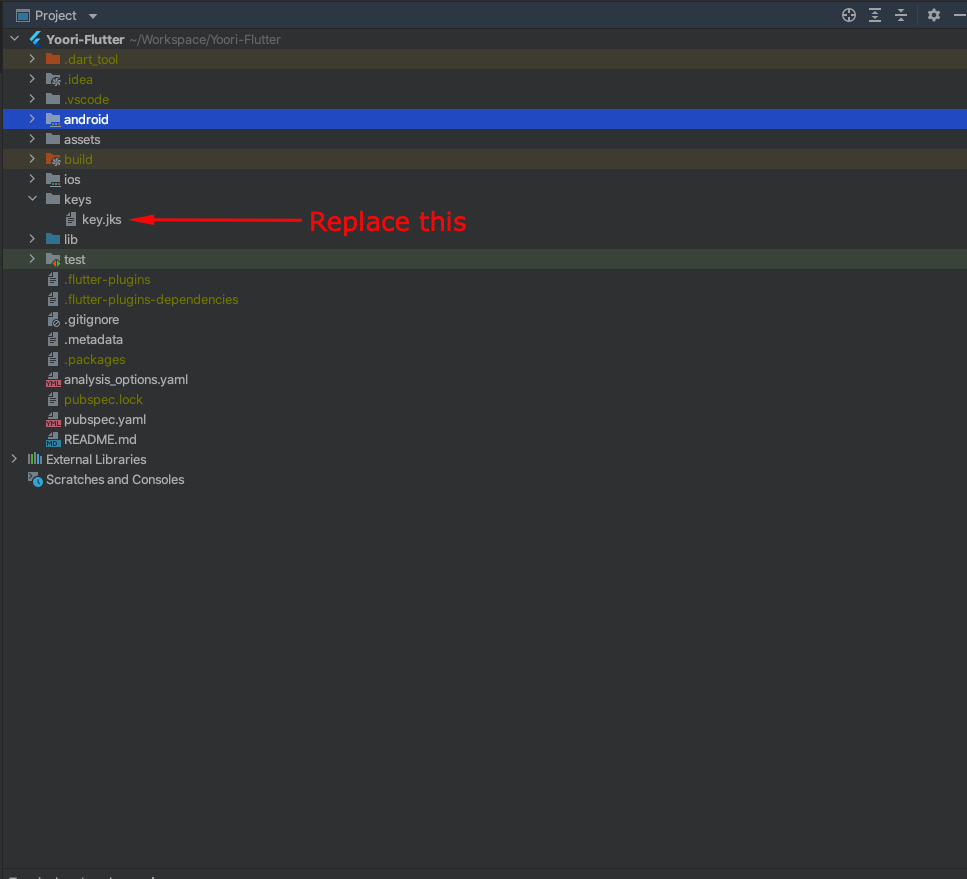 Project
Yoori-Flutter ~/Workspace/Yoori-Flutter
.dart_tool
.idea
.vscode
android
assets
build
ios
keys
key.jks Replace this
lib
test
.flutter-plugins
.flutter-plugins-dependencies
.gitignore
.metadata
.packages
analysis_options.yaml
pubspec.lock
pubspec.yaml
README.md
External Libraries
Scratches and Consoles